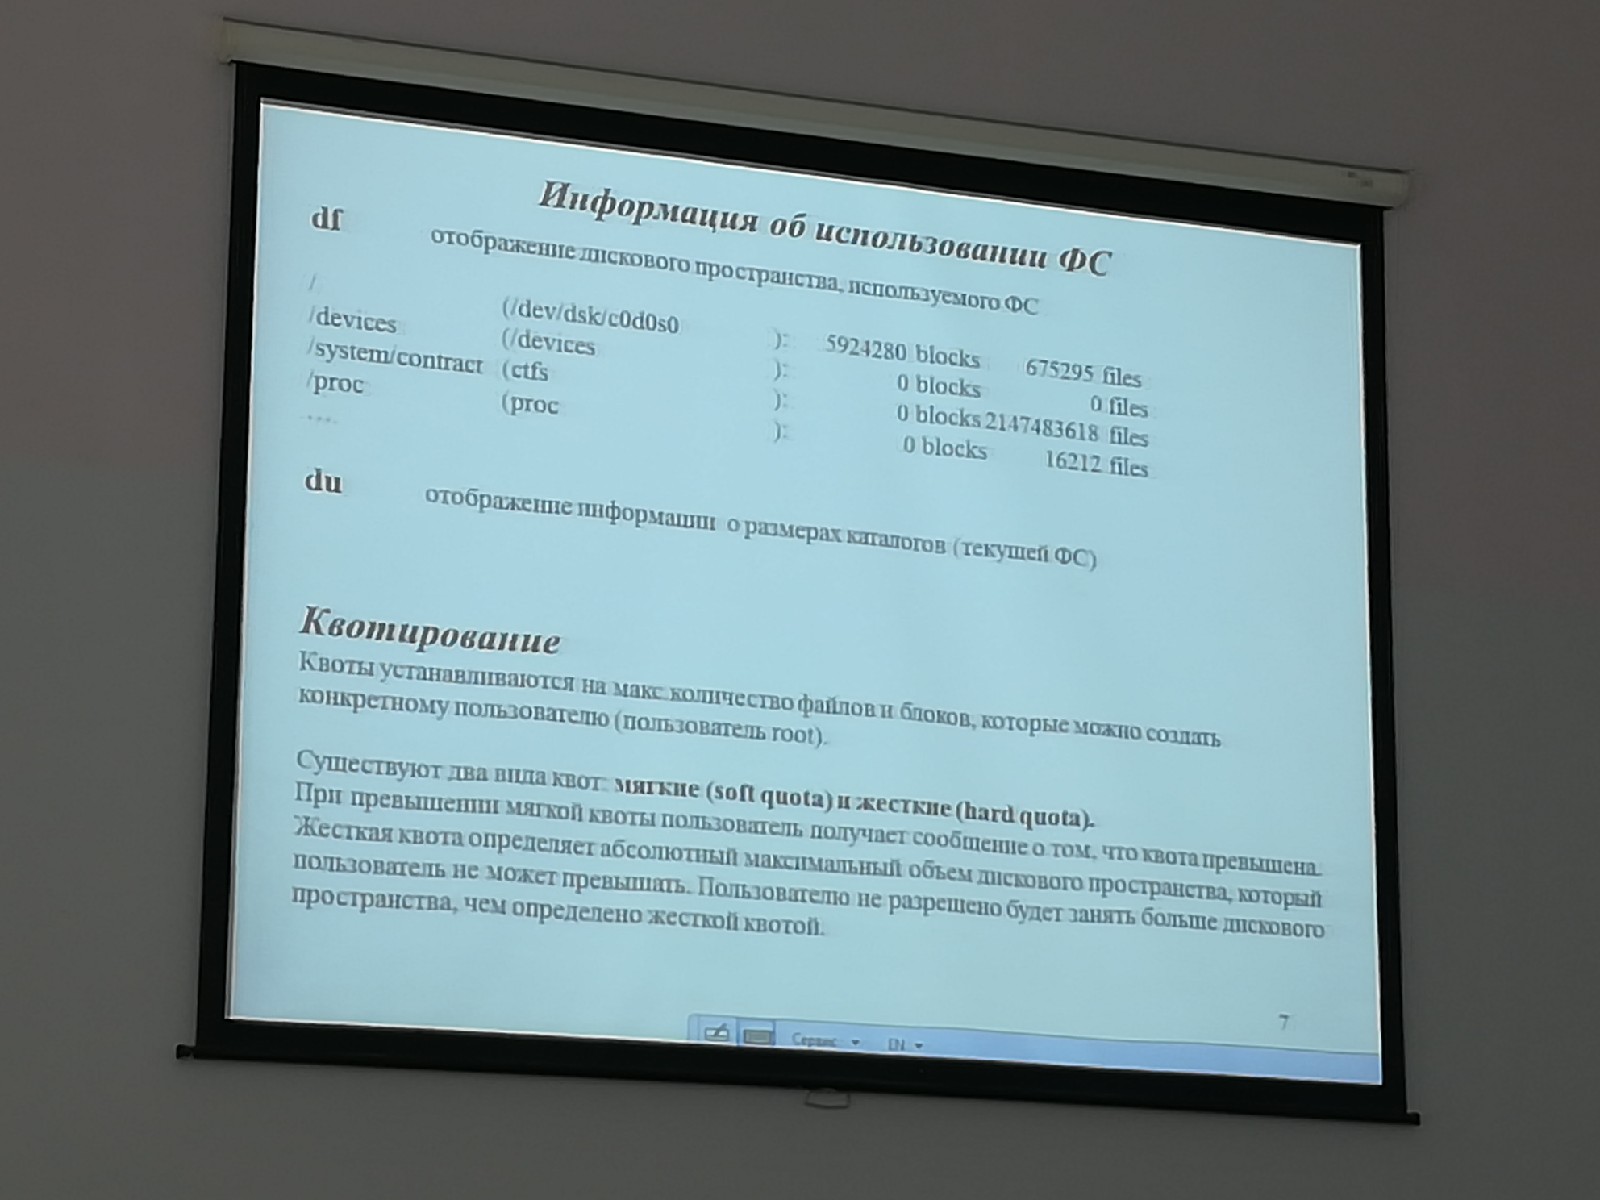 Информация об использовании ФС
df отображение дискового пространства, используемого ФС
/ (/dev/dsk/c0d0s0 ): 5924280 blocks 675295 files
/devices (/devices ): 0 blocks 0 files
/system/contract (ctfs ): 0 blocks 2147483618 files
/proc (proc ): 0 blocks 16212 files
....
du отображение информации о размерах каталогов (текущей ФС)
Квотирование
Квоты устанавливаются на макс.количество файлов и блоков, которые можно создать
конкретному пользователю (пользователь root).
Существуют два вида квот: мягкие (soft quota) и жесткие (hard quota).
При превышении мягкой квоты пользователь получает сообщение о том, что квота превышена.
Жесткая квота определяет абсолютный максимальный объем дискового пространства, который
пользователь не может превышать. Пользователю не разрешено будет занять больше дискового
пространства, чем определено жесткой квотой.
7
Сервис EN